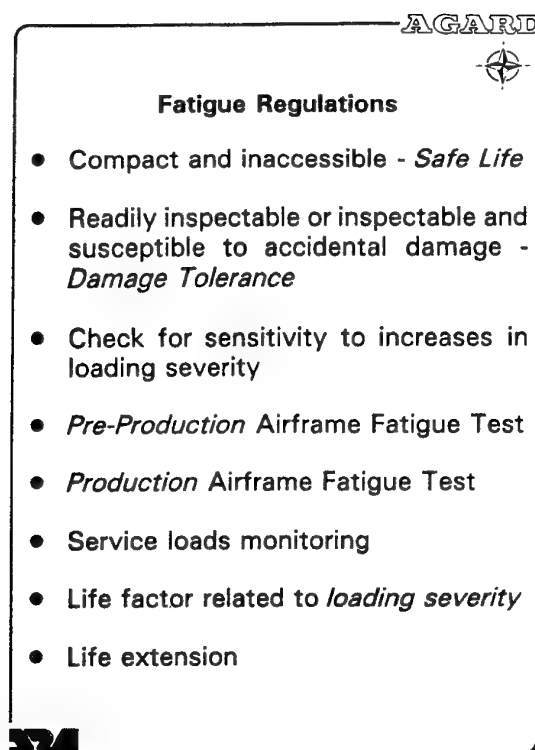 AGARD
Fatigue Regulations
● Compact and inaccessible - Safe Life
● Readily inspectable or inspectable and
susceptible to accidental damage -
Damage Tolerance
● Check for sensitivity to increases in
loading severity
● Pre-Production Airframe Fatigue Test
● Production Airframe Fatigue Test
● Service loads monitoring
● Life factor related to loading severity
● Life extension